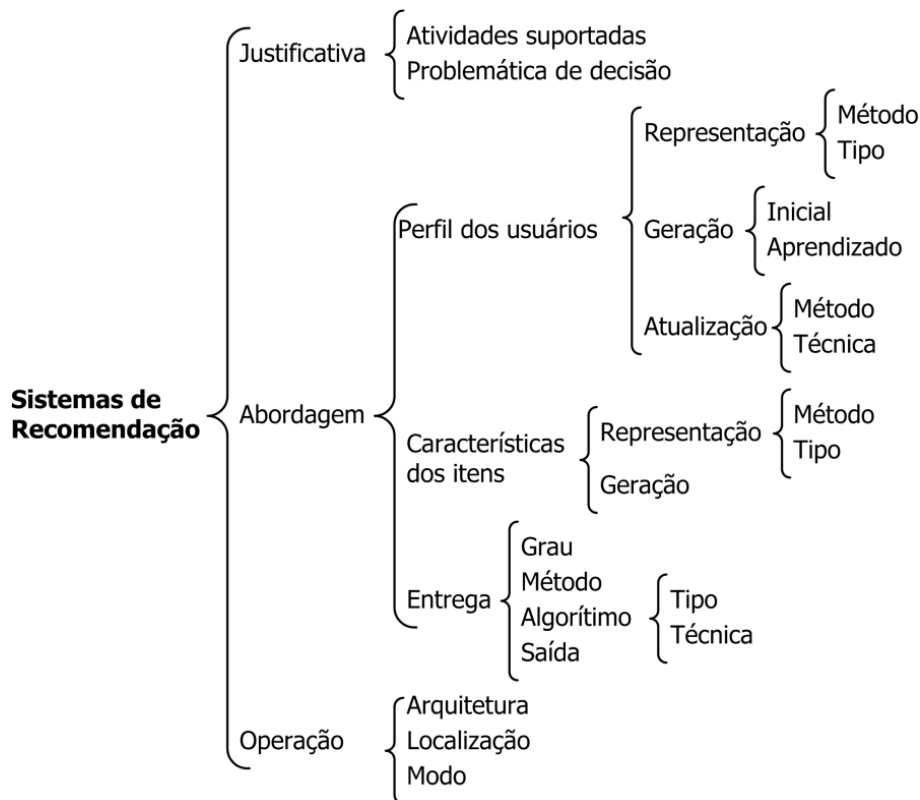 Sistemas de
Recomendação
Justificativa
Atividades suportadas
Problemática de decisão
Abordagem
Perfil dos usuários
Representação
Método
Tipo
Geração
Inicial
Aprendizado
Atualização
Método
Técnica
Características
dos itens
Representação
Método
Tipo
Geração
Entrega
Grau
Método
Algorítimo
Tipo
Técnica
Saída
Operação
Arquitetura
Localização
Modo